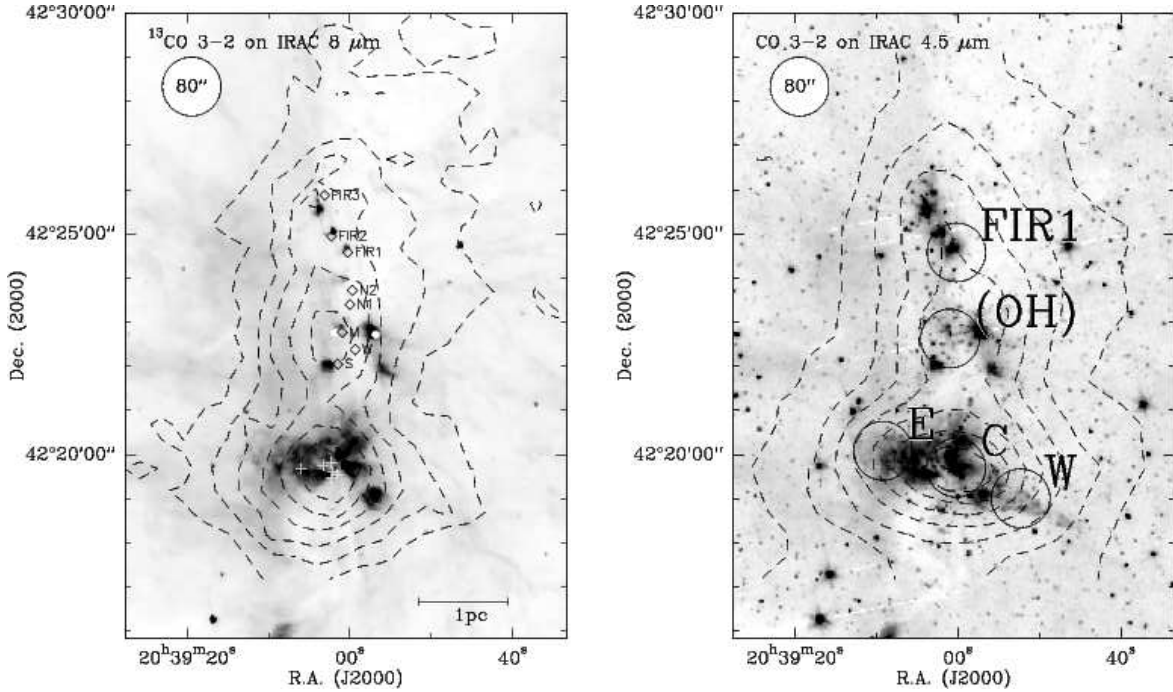 ¹³CO 3-2 on IRAC 8 μm
80"
42°30'00"
42°25'00"
42°20'00"
Dec. (2000)
FIR3
FIR2
FIR1
N2
N1
M
W
S
1pc
20ʰ39ᵐ20ˢ
00ˢ
40ˢ
R.A. (J2000)
CO 3-2 on IRAC 4.5 μm
80"
42°30'00"
42°25'00"
42°20'00"
Dec. (2000)
FIR1
(OH)
E
C
W
20ʰ39ᵐ20ˢ
00ˢ
40ˢ
R.A. (J2000)